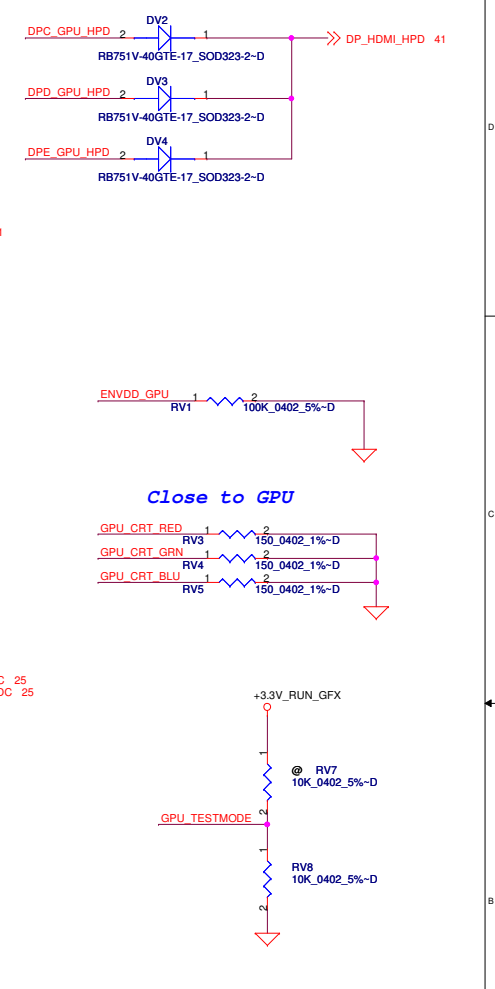 DV2
DPC_GPU_HPD 2 1
DP_HDMI_HPD 41
RB751V-40GTE-17_SOD323-2~D
DV3
DPD_GPU_HPD 2 1
RB751V-40GTE-17_SOD323-2~D
D
DV4
DPE_GPU_HPD 2 1
RB751V-40GTE-17_SOD323-2~D
ENVDD_GPU 1 2
RV1 100K_0402_5%~D
Close to GPU
C
GPU_CRT_RED 1 2
RV3 150_0402_1%~D
GPU_CRT_GRN 1 2
RV4 150_0402_1%~D
GPU_CRT_BLU 1 2
RV5 150_0402_1%~D
C 25
DC 25
+3.3V_RUN_GFX
1
@ RV7
10K_0402_5%~D
2
GPU_TESTMODE
1
RV8
10K_0402_5%~D
2
B